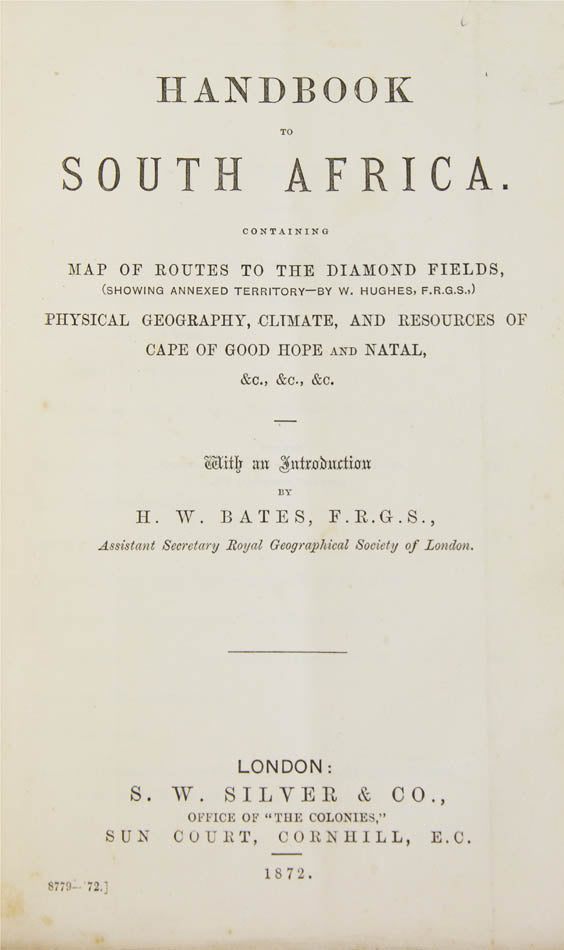 HANDBOOK
TO
SOUTH AFRICA.
CONTAINING
MAP OF ROUTES TO THE DIAMOND FIELDS,
(SHOWING ANNEXED TERRITORY—BY W. HUGHES, F.R.G.S.,)
PHYSICAL GEOGRAPHY, CLIMATE, AND RESOURCES OF
CAPE OF GOOD HOPE AND NATAL,
&c., &c., &c.
With an Introduction
BY
H. W. BATES, F.R.G.S.,
Assistant Secretary Royal Geographical Society of London.
LONDON:
S. W. SILVER & CO.,
OFFICE OF "THE COLONIES,"
SUN COURT, CORNHILL, E.C.
1872.
8779—'72.]